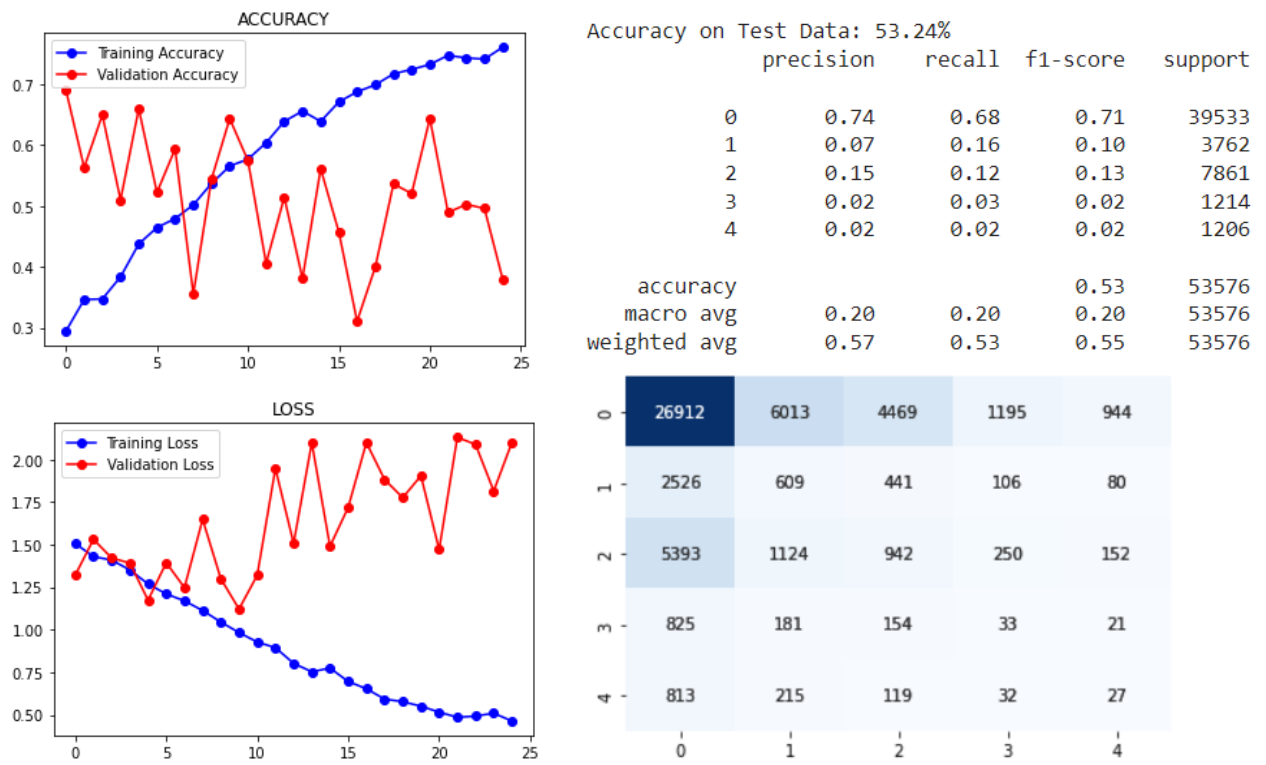 ACCURACY
Training Accuracy
Validation Accuracy
0.7
0.6
0.5
0.4
0.3
0 5 10 15 20 25
LOSS
Training Loss
Validation Loss
2.00
1.75
1.50
1.25
1.00
0.75
0.50
0 5 10 15 20 25
Accuracy on Test Data: 53.24%
precision recall f1-score support
0 0.74 0.68 0.71 39533
1 0.07 0.16 0.10 3762
2 0.15 0.12 0.13 7861
3 0.02 0.03 0.02 1214
4 0.02 0.02 0.02 1206
accuracy 0.53 53576
macro avg 0.20 0.20 0.20 53576
weighted avg 0.57 0.53 0.55 53576
0 26912 6013 4469 1195 944
1 2526 609 441 106 80
2 5393 1124 942 250 152
3 825 181 154 33 21
4 813 215 119 32 27
0 1 2 3 4